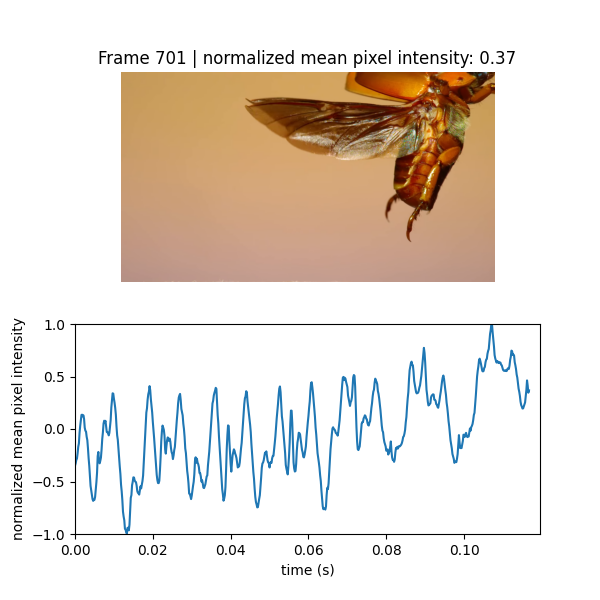 Frame 701 | normalized mean pixel intensity: 0.37
normalized mean pixel intensity
1.0
0.5
0.0
−0.5
−1.0
0.00 0.02 0.04 0.06 0.08 0.10
time (s)